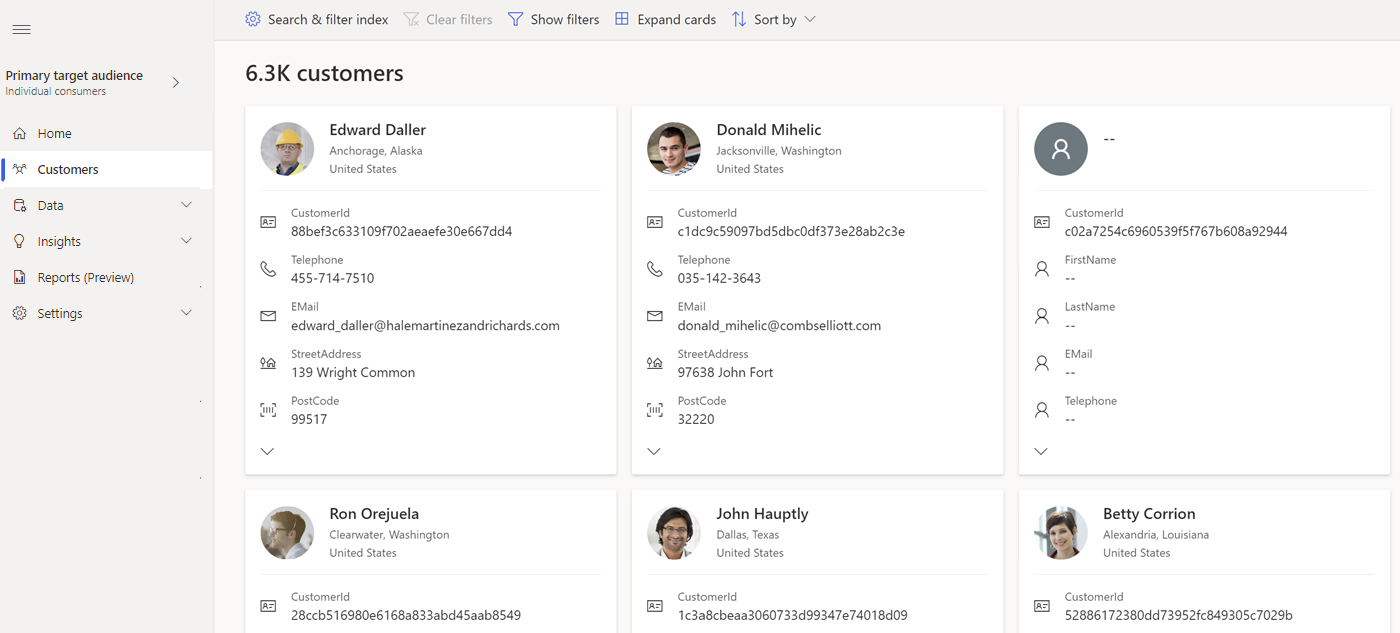 Search & filter index
Clear filters
Show filters
Expand cards
Sort by
Primary target audience
Individual consumers
Home
Customers
Data
Insights
Reports (Preview)
Settings
6.3K customers
Edward Daller
Anchorage, Alaska
United States
CustomerId
88bef3c633109f702aeaefe30e667dd4
Telephone
455-714-7510
EMail
edward_daller@halemartinezandrichards.com
StreetAddress
139 Wright Common
PostCode
99517
Donald Mihelic
Jacksonville, Washington
United States
CustomerId
c1dc9c59097bd5dbc0df373e28ab2c3e
Telephone
035-142-3643
EMail
donald_mihelic@combselliott.com
StreetAddress
97638 John Fort
PostCode
32220
--
CustomerId
c02a7254c6960539f5f767b608a92944
FirstName
--
LastName
--
EMail
--
Telephone
--
Ron Orejuela
Clearwater, Washington
United States
CustomerId
28ccb516980e6168a833abd45aab8549
John Hauptly
Dallas, Texas
United States
CustomerId
1c3a8cbeaa3060733d99347e74018d09
Betty Corrion
Alexandria, Louisiana
United States
CustomerId
52886172380dd73952fc849305c7029b